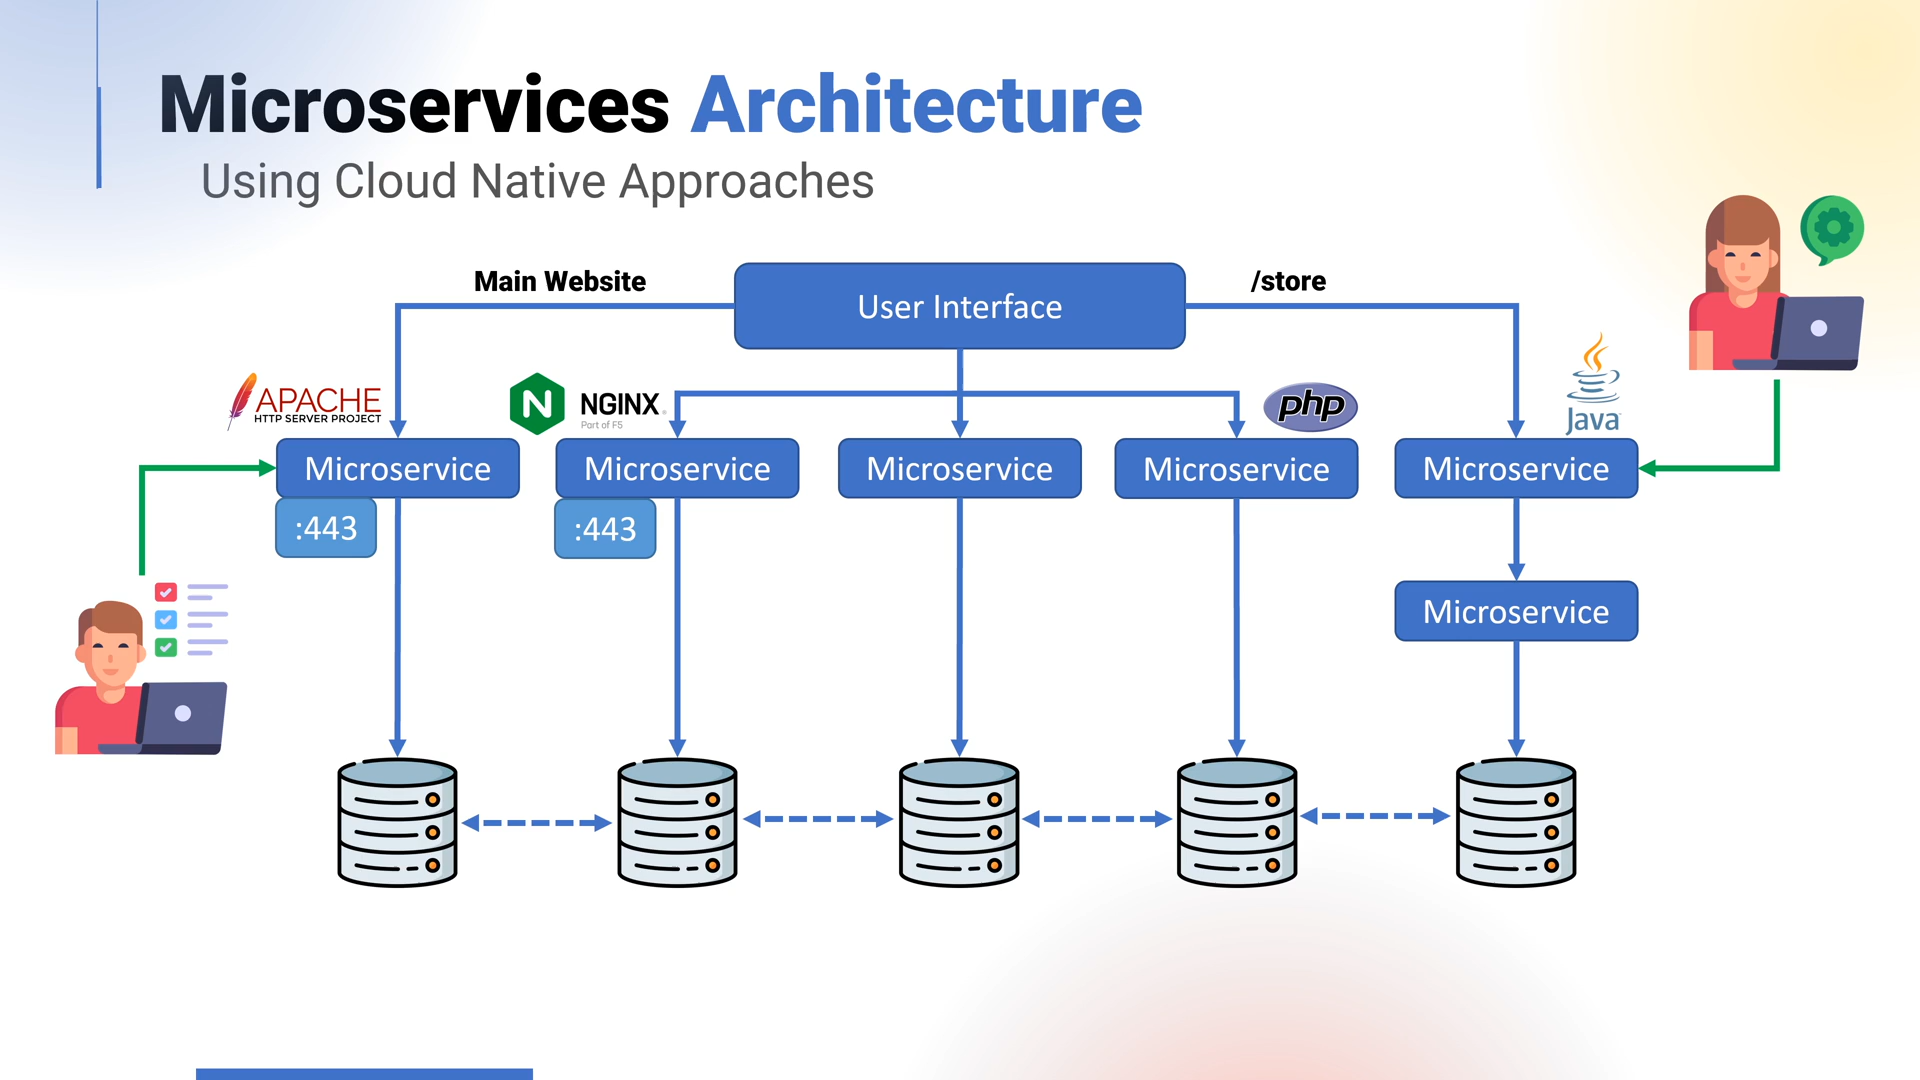 Microservices Architecture
Using Cloud Native Approaches
Main Website
User Interface
/store
APACHE
HTTP SERVER PROJECT
N
NGINX
Part of F5
php
Java
Microservice
Microservice
Microservice
Microservice
Microservice
:443
:443
Microservice